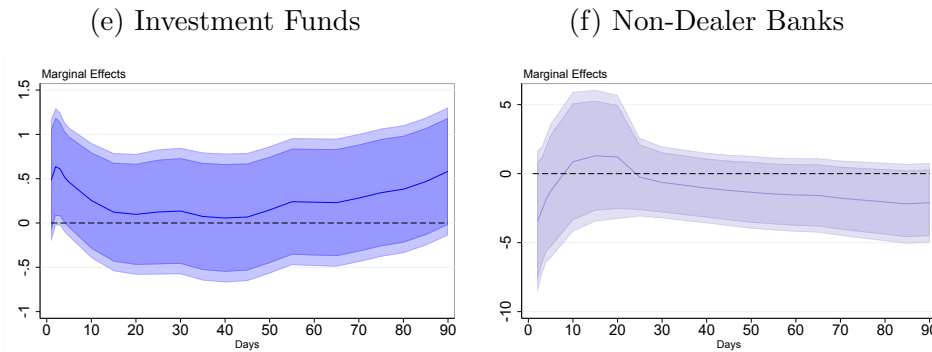 (e) Investment Funds
Marginal Effects
1.5
1
.5
0
-.5
-1
0 10 20 30 40 50 60 70 80 90
Days
(f) Non-Dealer Banks
Marginal Effects
5
0
-5
-10
0 10 20 30 40 50 60 70 80 90
Days